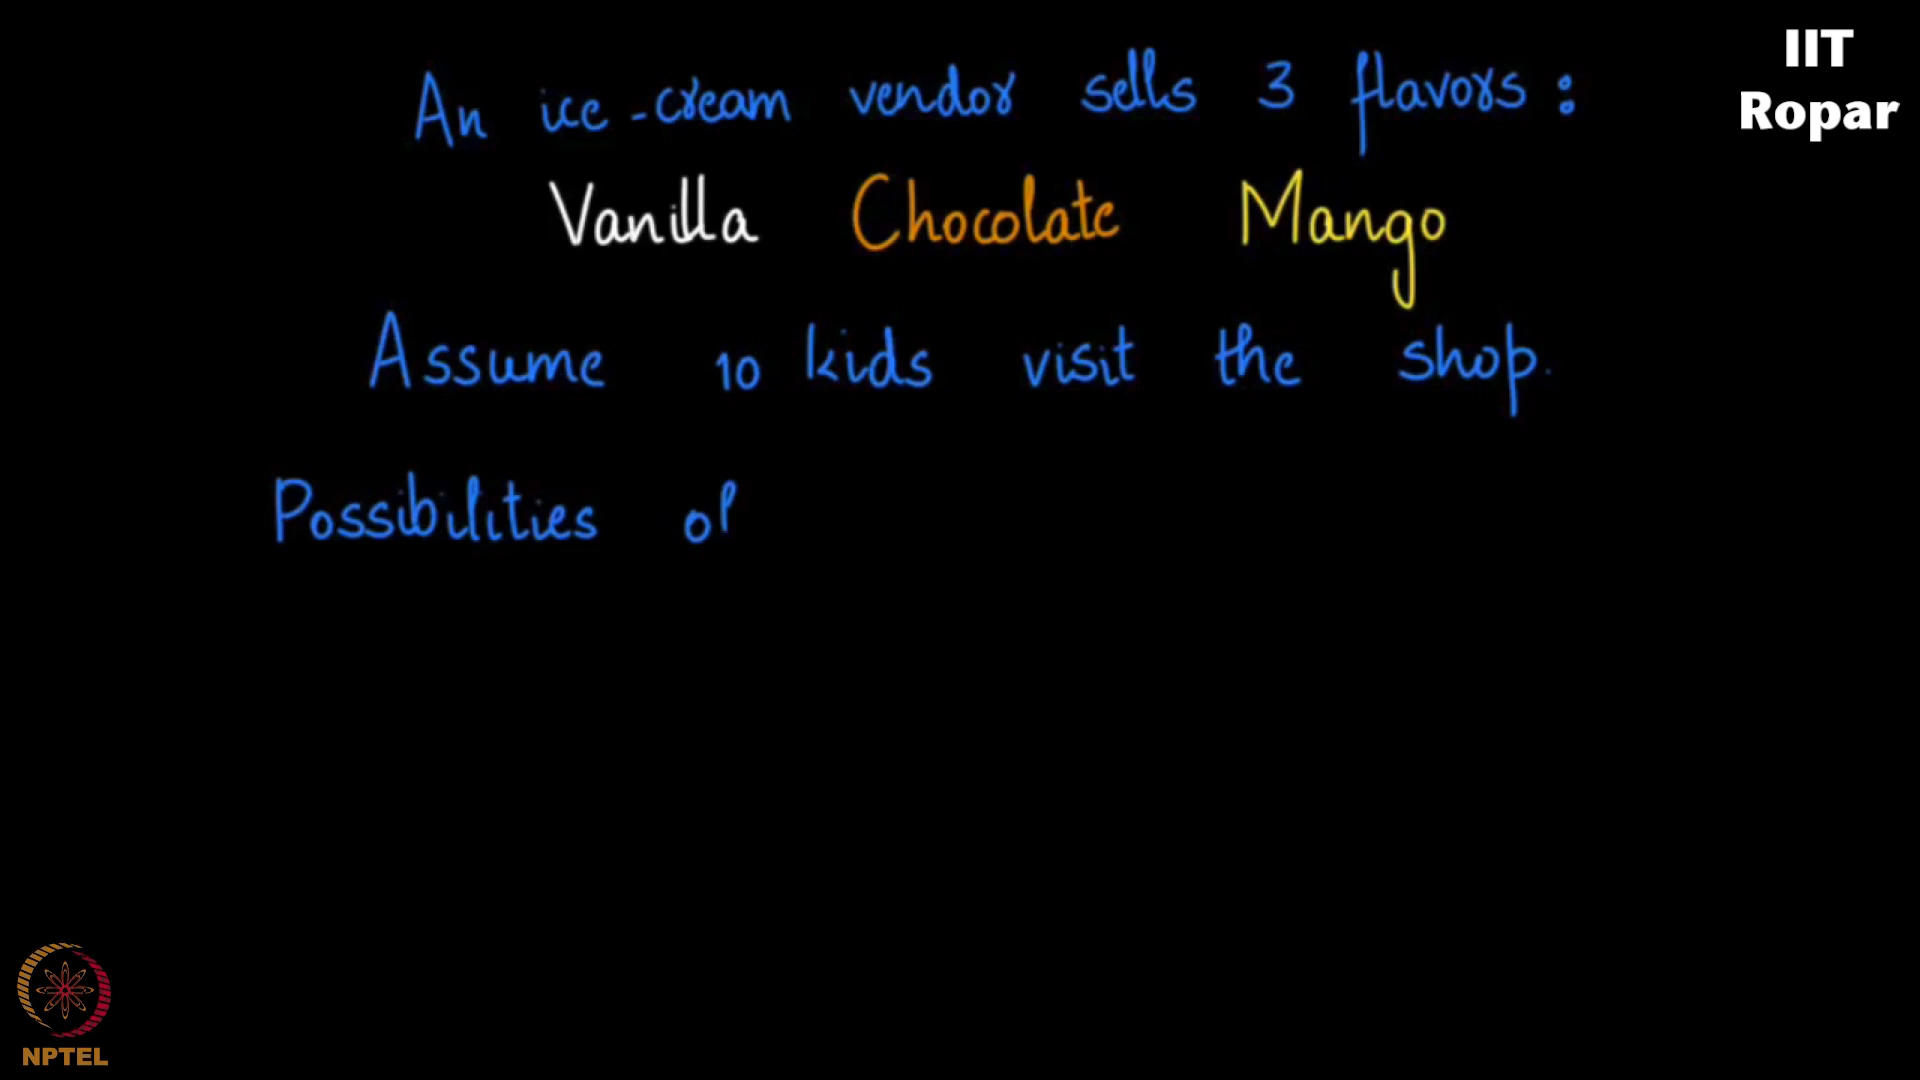 An ice-cream vendor sells 3 flavors:
IIT
Ropar
Vanilla Chocolate Mango
Assume 10 kids visit the shop.
Possibilities
NPTEL